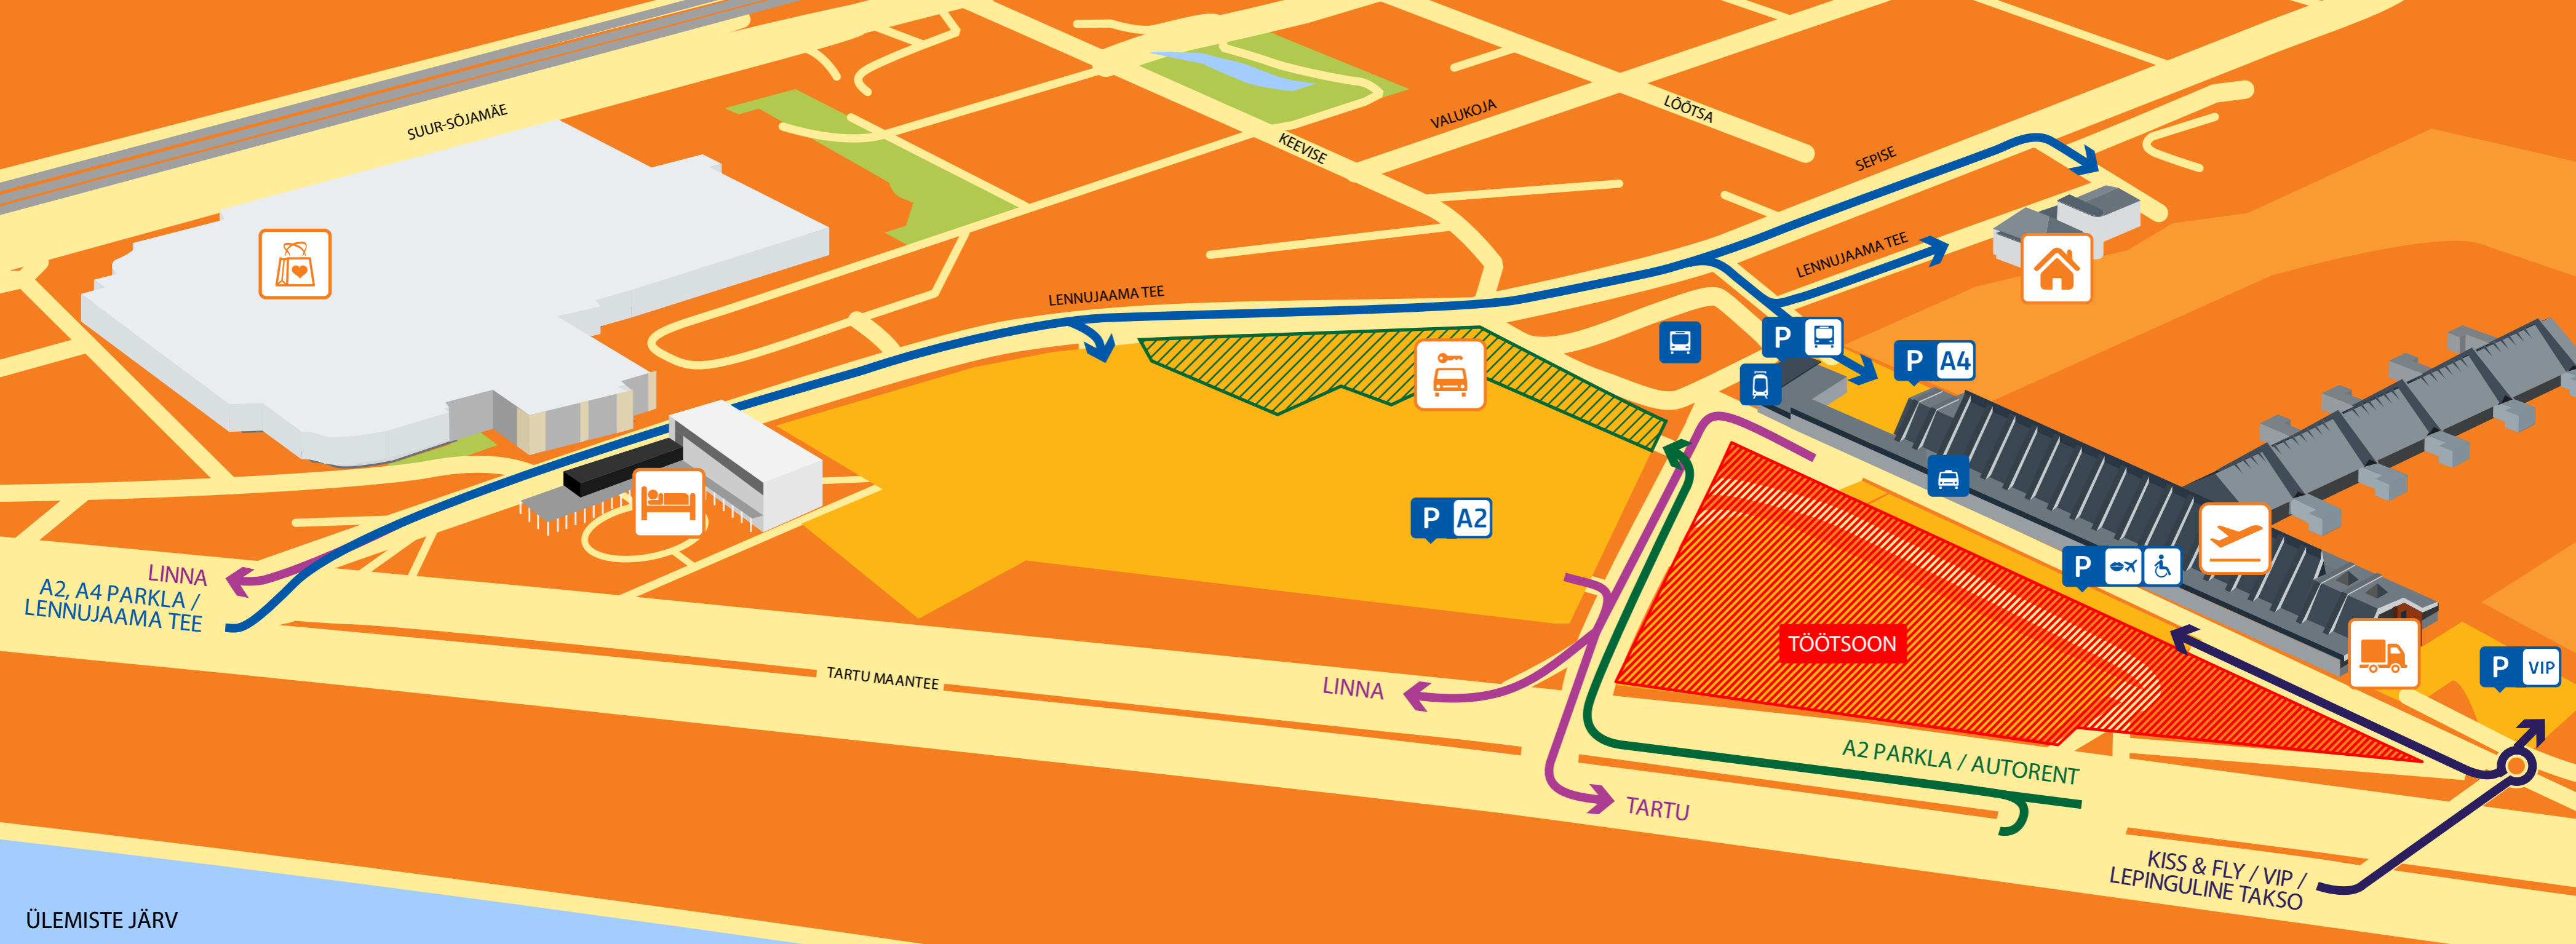 SUUR-SÕJAMÄE
KEEVISE
VALUKOJA
LÕÕTSA
SEPISE
LENNUJAAMA TEE
LENNUJAAMA TEE
P
P A4
P A2
LINNA
A2, A4 PARKLA /
LENNUJAAMA TEE
TARTU MAANTEE
LINNA
TÖÖTSOON
P
P VIP
A2 PARKLA / AUTORENT
TARTU
KISS & FLY / VIP /
LEPINGULINE TAKSO
ÜLEMISTE JÄRV